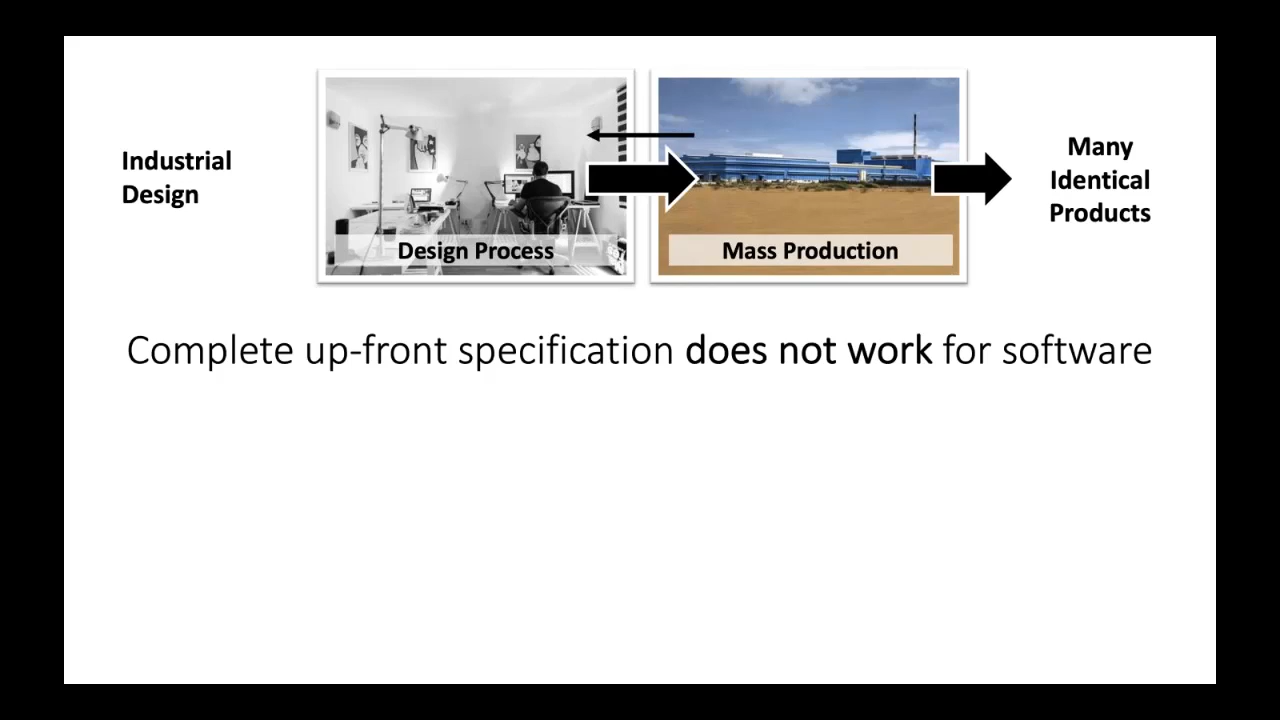 Industrial
Design
Design Process
Mass Production
Many
Identical
Products
Complete up-front specification does not work for software